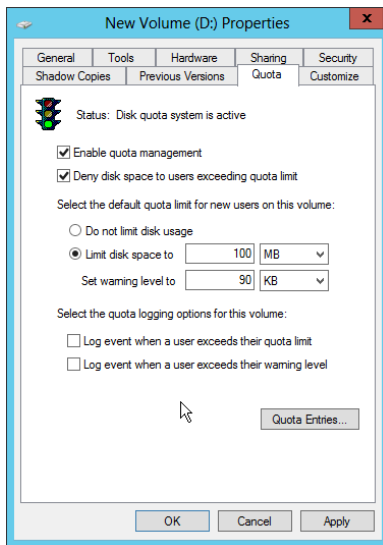 New Volume (D:) Properties
x
General Tools Hardware Sharing Security
Shadow Copies Previous Versions Quota Customize
Status: Disk quota system is active
Enable quota management
Deny disk space to users exceeding quota limit
Select the default quota limit for new users on this volume:
Do not limit disk usage
Limit disk space to 100 MB
Set warning level to 90 KB
Select the quota logging options for this volume:
Log event when a user exceeds their quota limit
Log event when a user exceeds their warning level
Quota Entries...
OK Cancel Apply